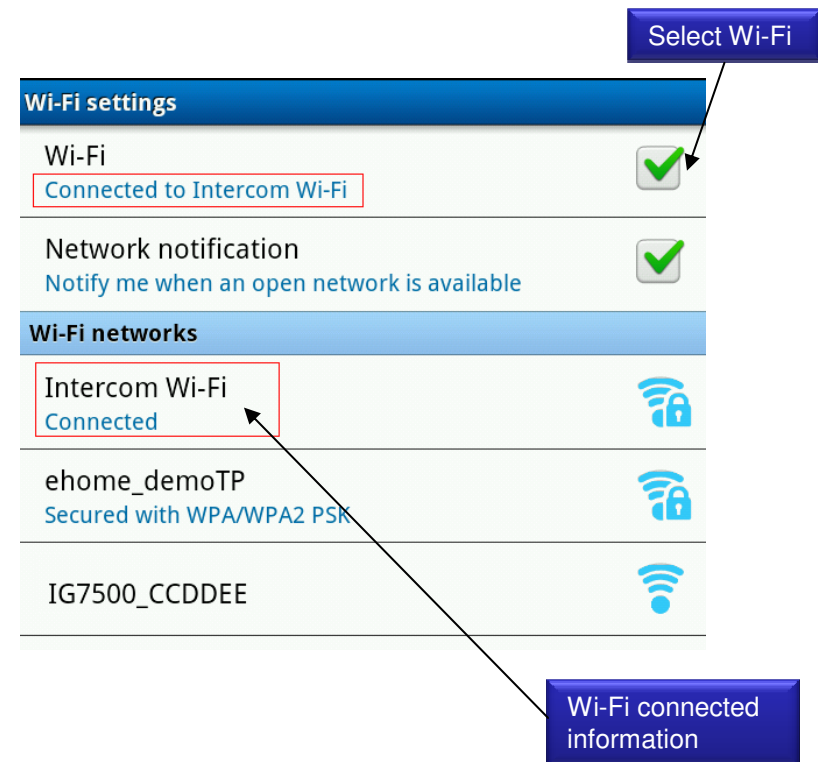 Select Wi-Fi
Wi-Fi settings
Wi-Fi
Connected to Intercom Wi-Fi
Network notification
Notify me when an open network is available
Wi-Fi networks
Intercom Wi-Fi
Connected
ehome_demoTP
Secured with WPA/WPA2 PSK
IG7500_CCDDEE
Wi-Fi connected
information